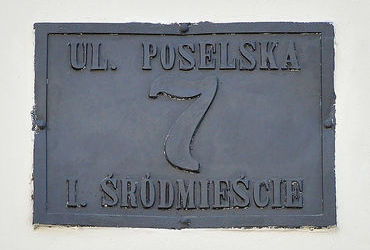 UL. POSELSKA
7
I. ŚRÓDMIEŚCIE